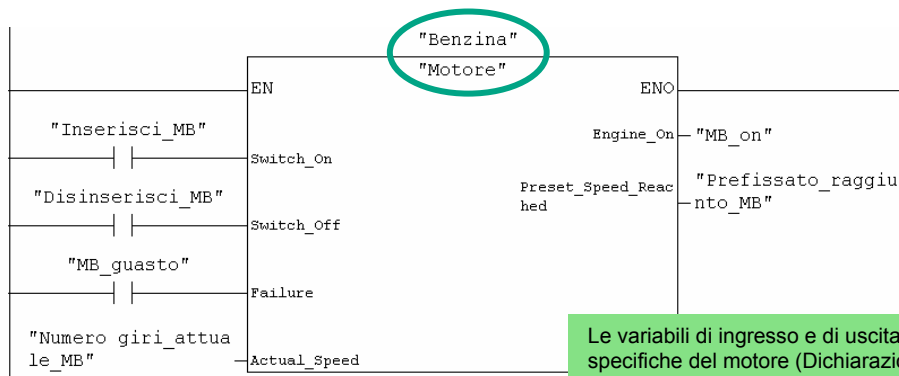 "Benzina"
"Motore"
EN
ENO
"Inserisci_MB"
Engine_On
"MB_on"
Switch_On
"Disinserisci_MB"
Preset_Speed_Reac
hed
"Prefissato_raggiu
nto_MB"
Switch_Off
"MB_guasto"
Failure
"Numero giri_attua
le_MB"
Actual_Speed
Le variabili di ingresso e di uscita
specifiche del motore (Dichiarazio